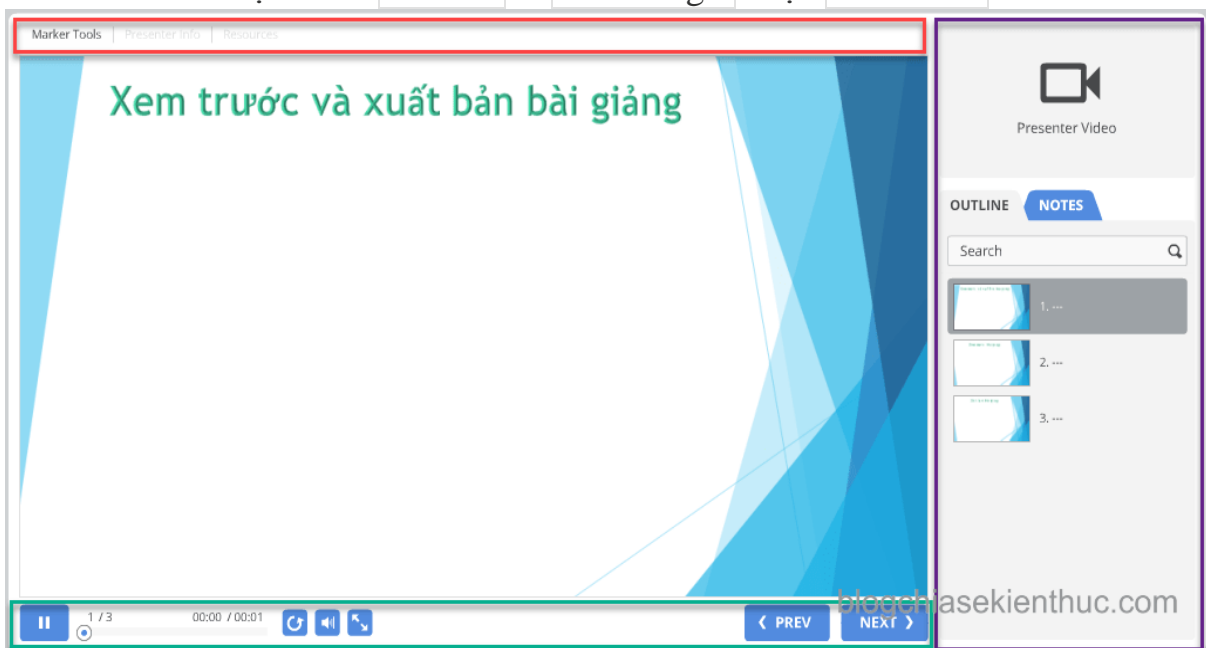 Marker Tools Presenter Info Resources
Xem trước và xuất bản bài giảng
Presenter Video
OUTLINE NOTES
Search
1. ---
2. ---
3. ---
1 / 3 00:00 / 00:01
PREV NEXT
blogchiasekienthuc.com